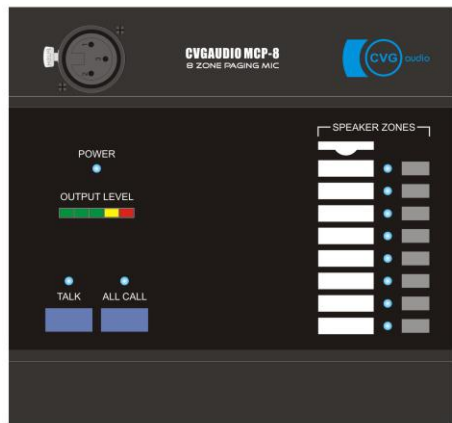 CVGAUDIO MCP-8
8 ZONE PAGING MIC
CVG audio
SPEAKER ZONES
POWER
OUTPUT LEVEL
TALK
ALL CALL